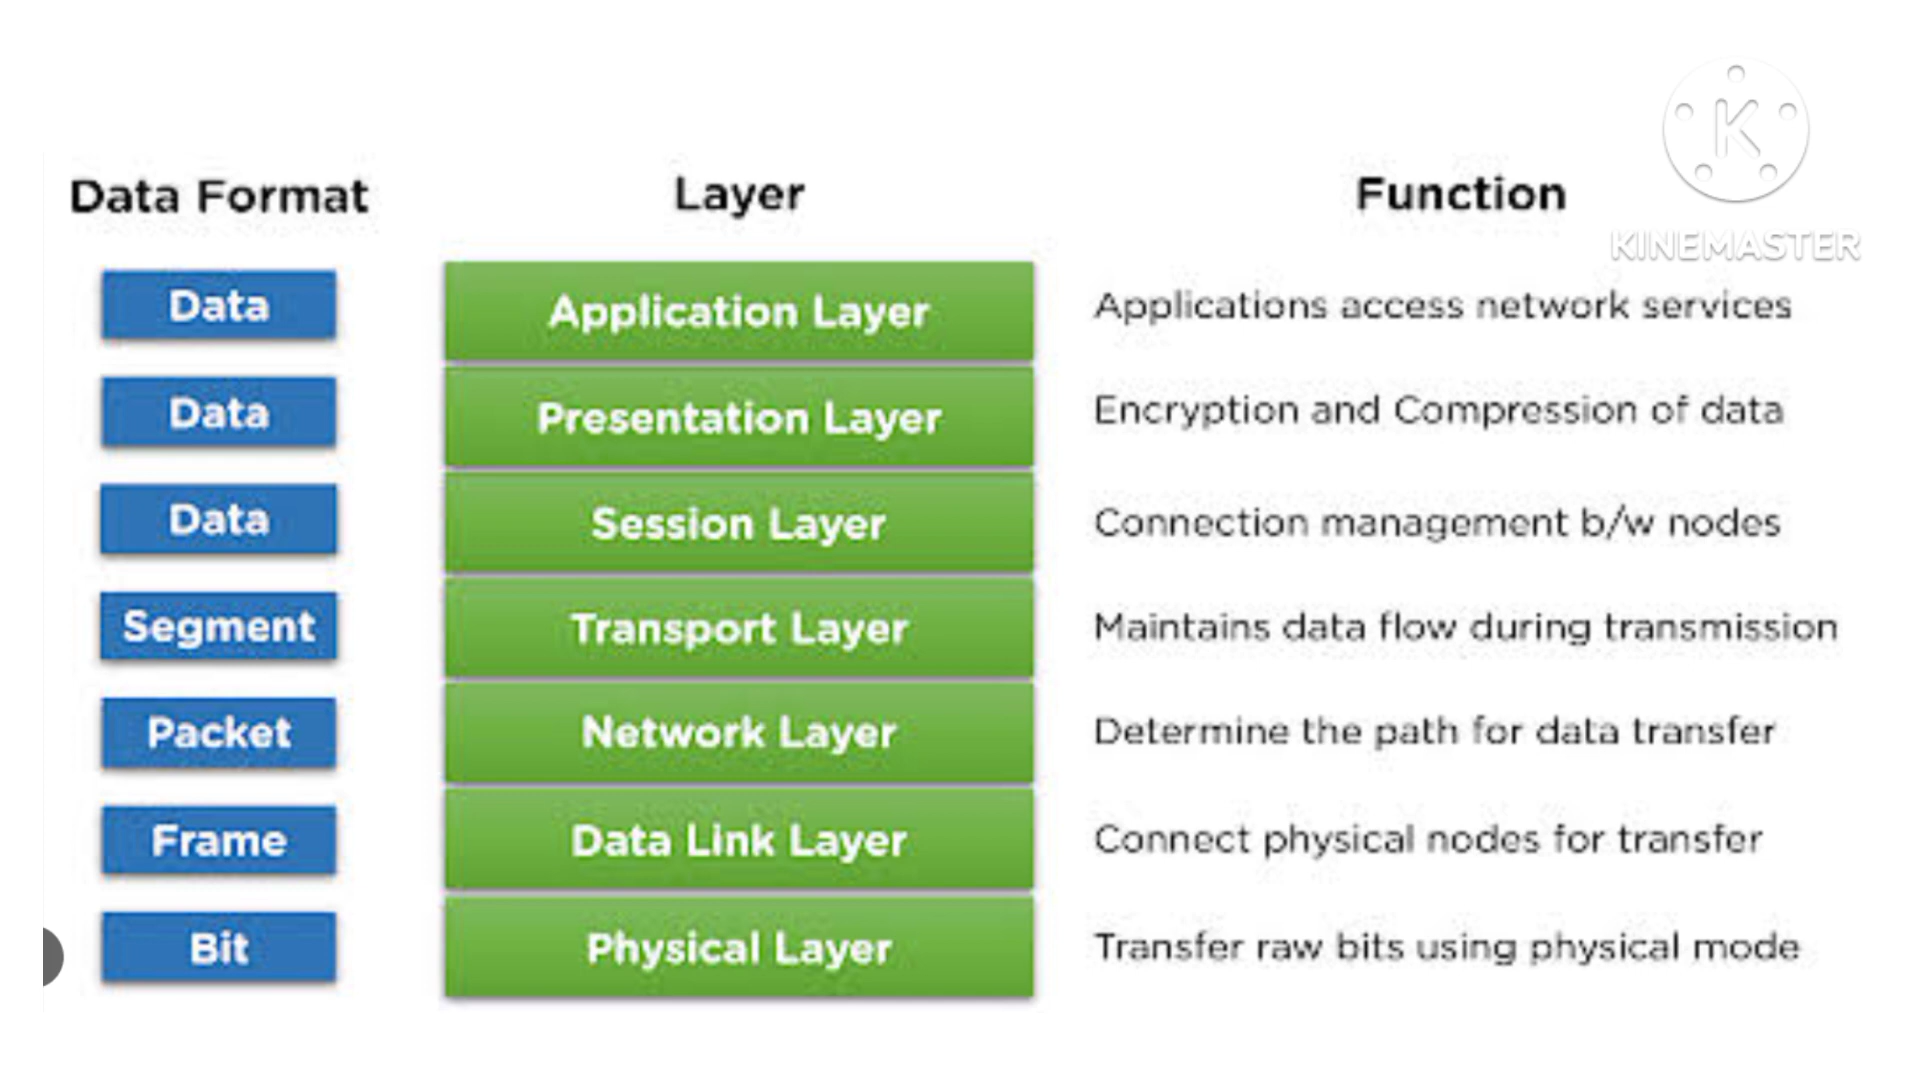 Data Format Layer Function
KINEMASTER
Data Application Layer Applications access network services
Data Presentation Layer Encryption and Compression of data
Data Session Layer Connection management b/w nodes
Segment Transport Layer Maintains data flow during transmission
Packet Network Layer Determine the path for data transfer
Frame Data Link Layer Connect physical nodes for transfer
Bit Physical Layer Transfer raw bits using physical mode